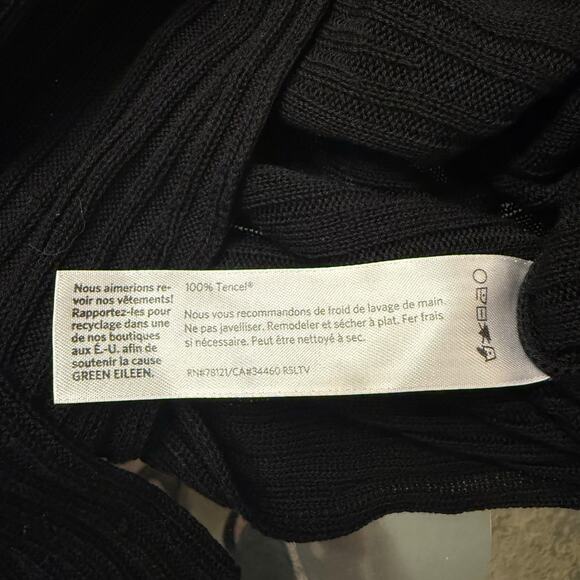 Nous aimerions re-
voir nos vêtements!
Rapportez-les pour
recyclage dans une
de nos boutiques
aux É.-U. afin de
soutenir la cause
GREEN EILEEN.
100% Tencel®
Nous vous recommandons de froid de lavage de main.
Ne pas javelliser. Remodeler et sécher à plat. Fer frais
si nécessaire. Peut être nettoyé à sec.
RN#78121/CA#34460 R5LTV